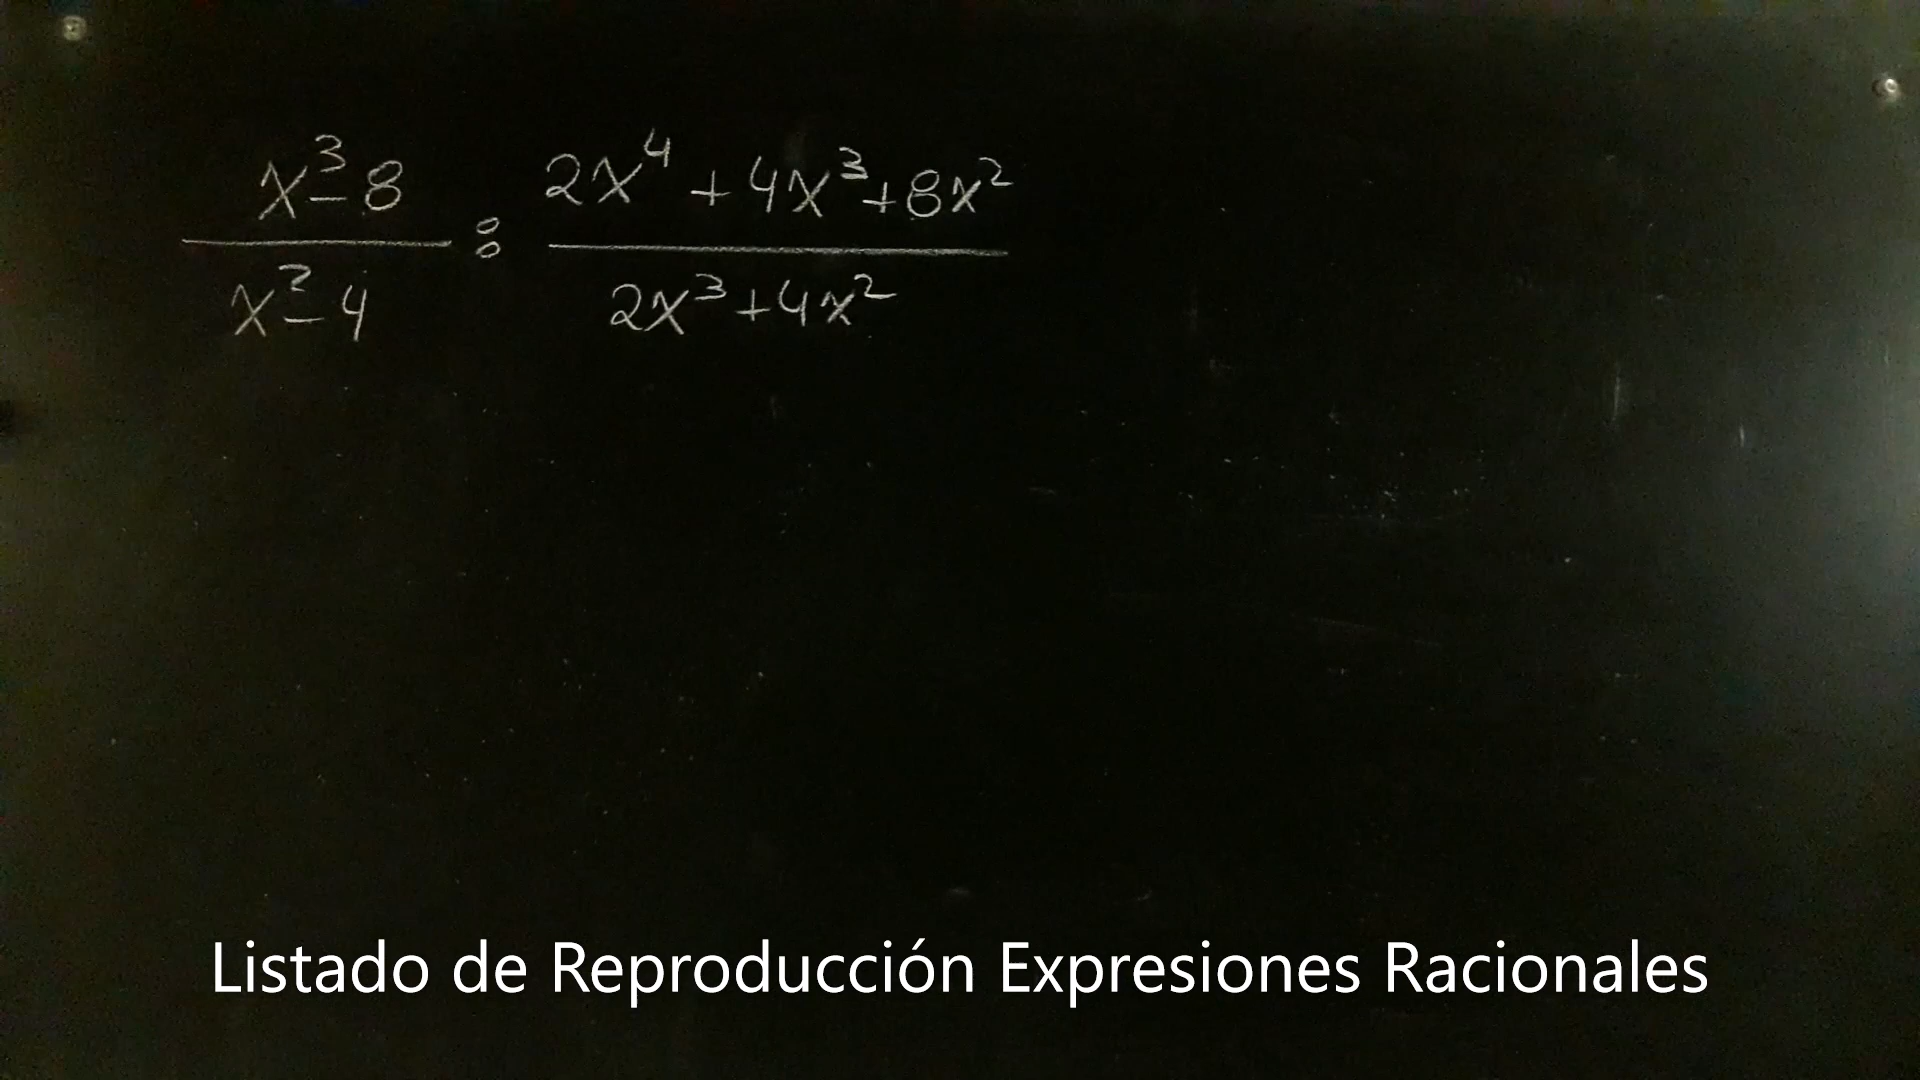 x³-8 : 2x⁴+4x³+8x²
x²-4 2x³+4x²
Listado de Reproducción Expresiones Racionales